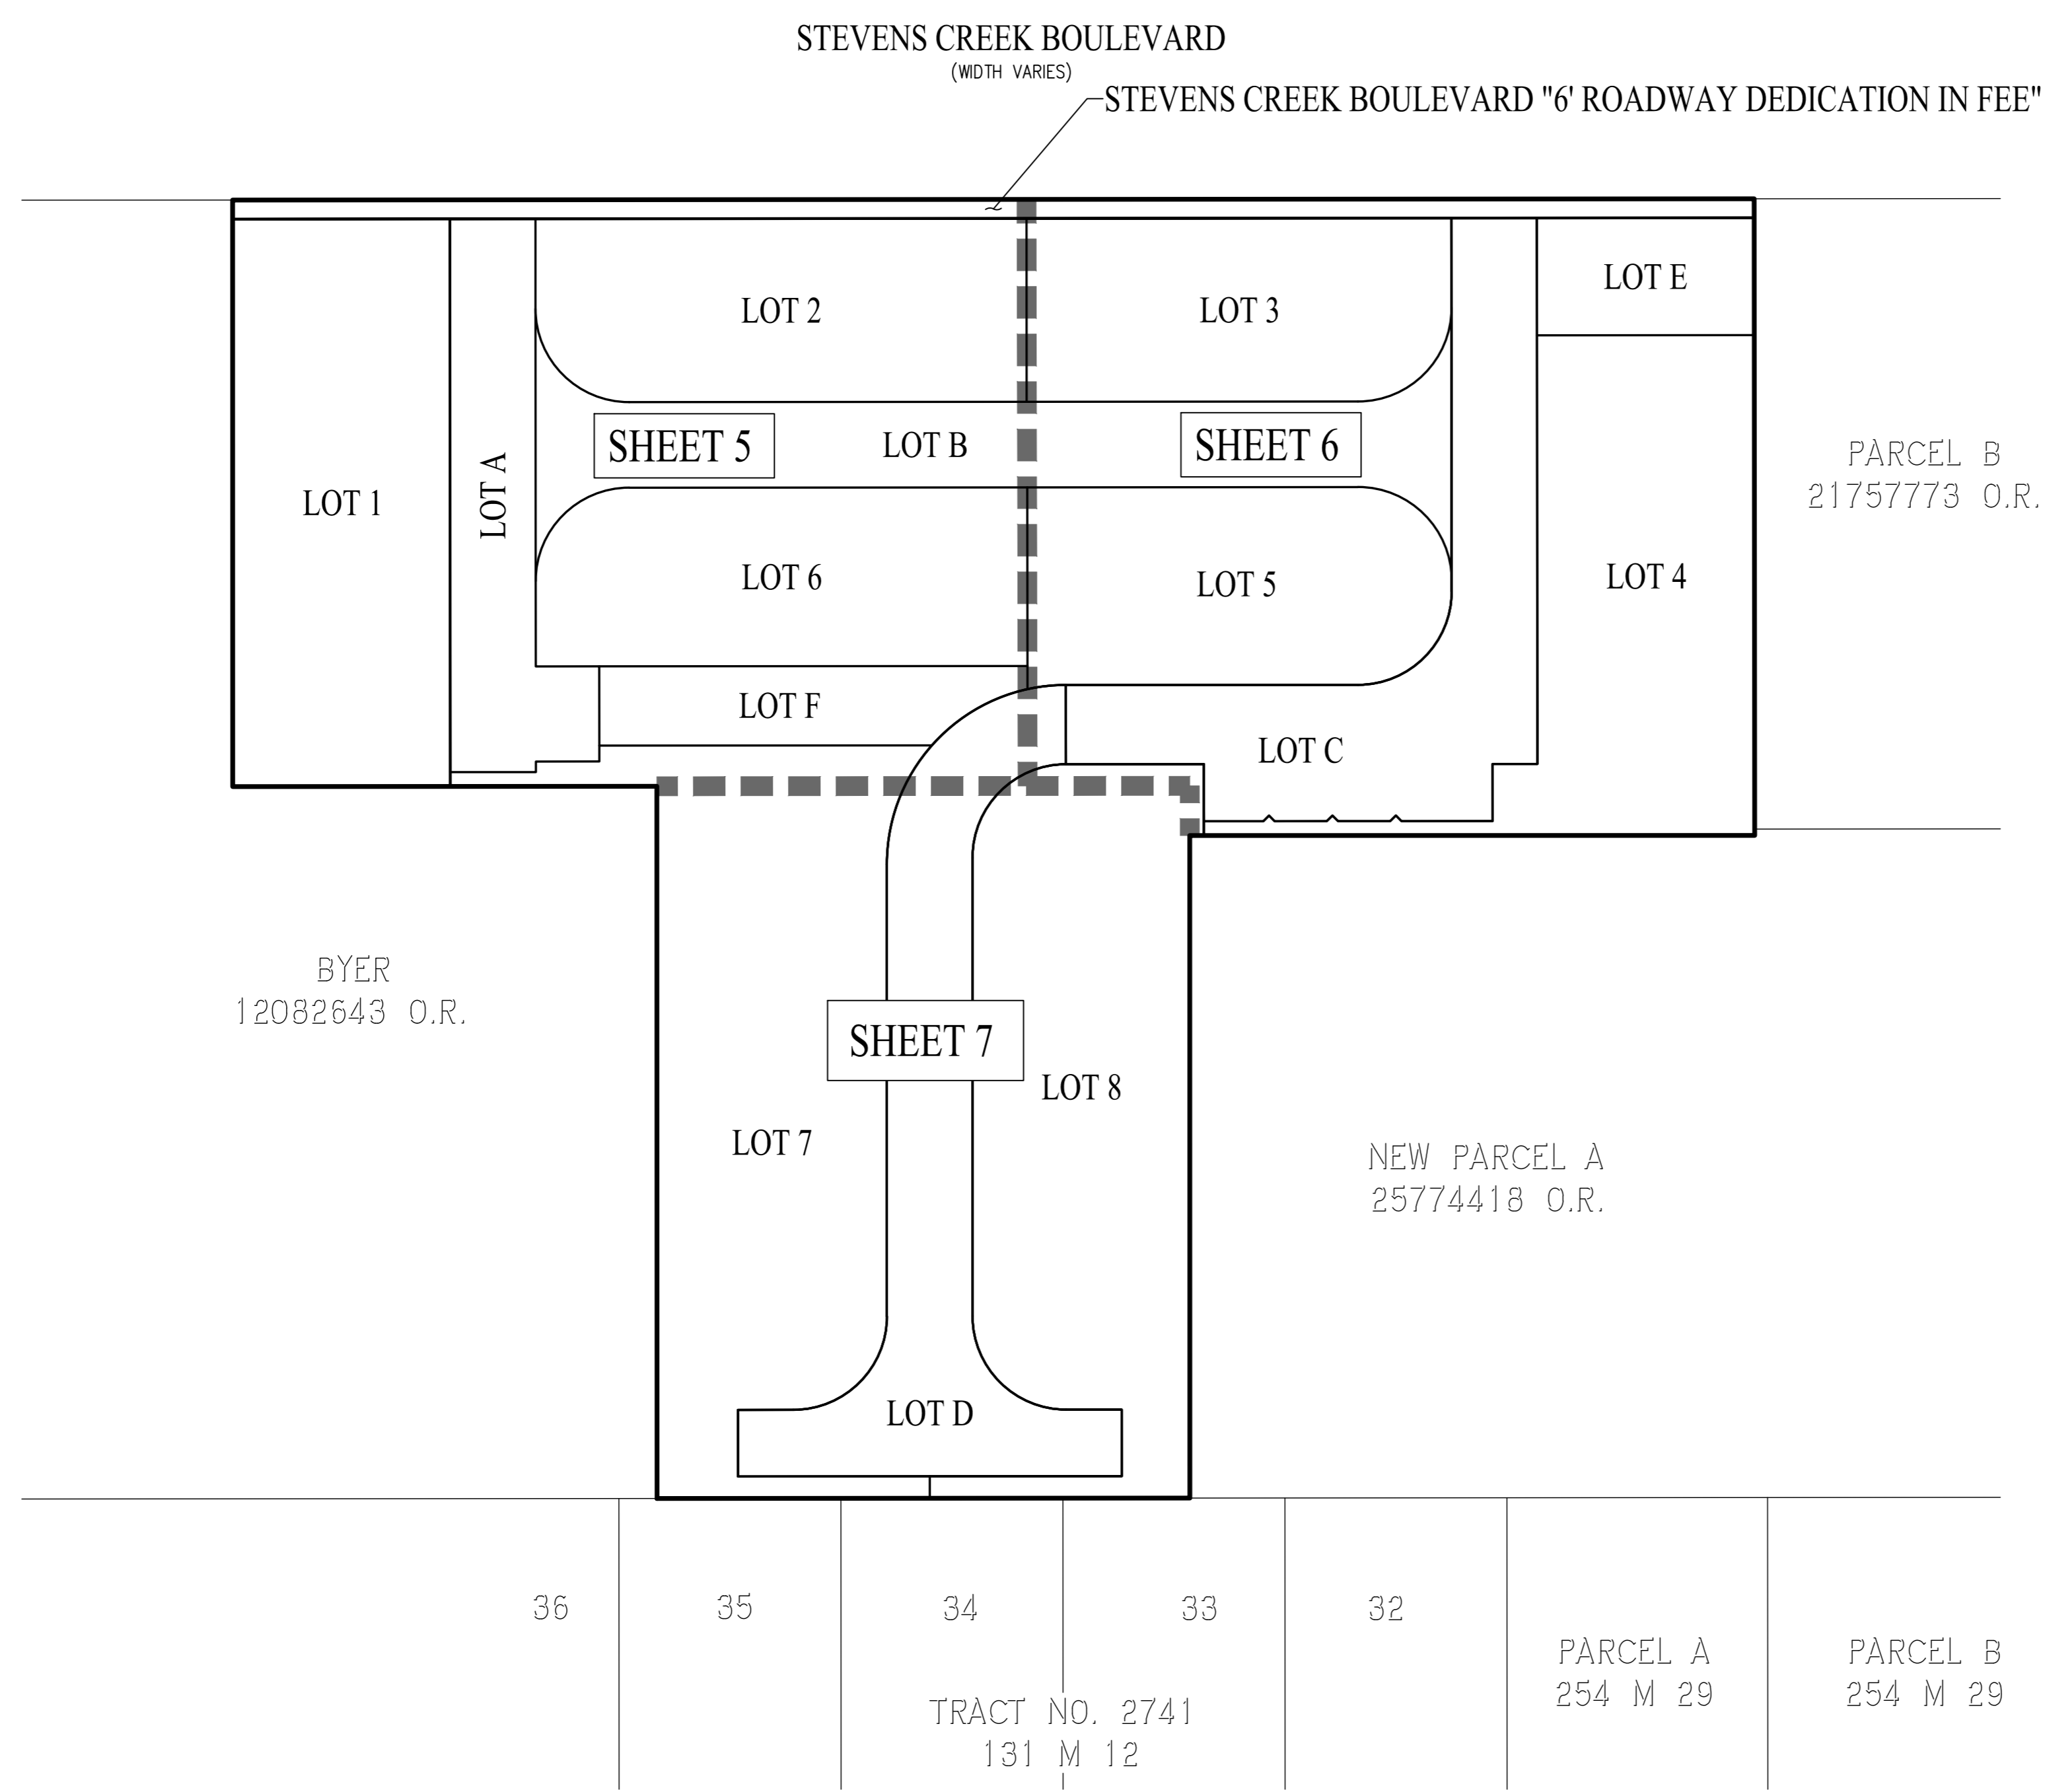 STEVENS CREEK BOULEVARD
(WIDTH VARIES)
STEVENS CREEK BOULEVARD "6' ROADWAY DEDICATION IN FEE"
LOT E
LOT 2
LOT 3
SHEET 5
LOT B
SHEET 6
PARCEL B
21757773 O.R.
LOT 1
LOT A
LOT 6
LOT 5
LOT 4
LOT F
LOT C
BYER
12082643 O.R.
SHEET 7
LOT 8
LOT 7
NEW PARCEL A
25774418 O.R.
LOT D
36
35
34
33
32
PARCEL A
254 M 29
PARCEL B
254 M 29
TRACT NO. 2741
131 M 12